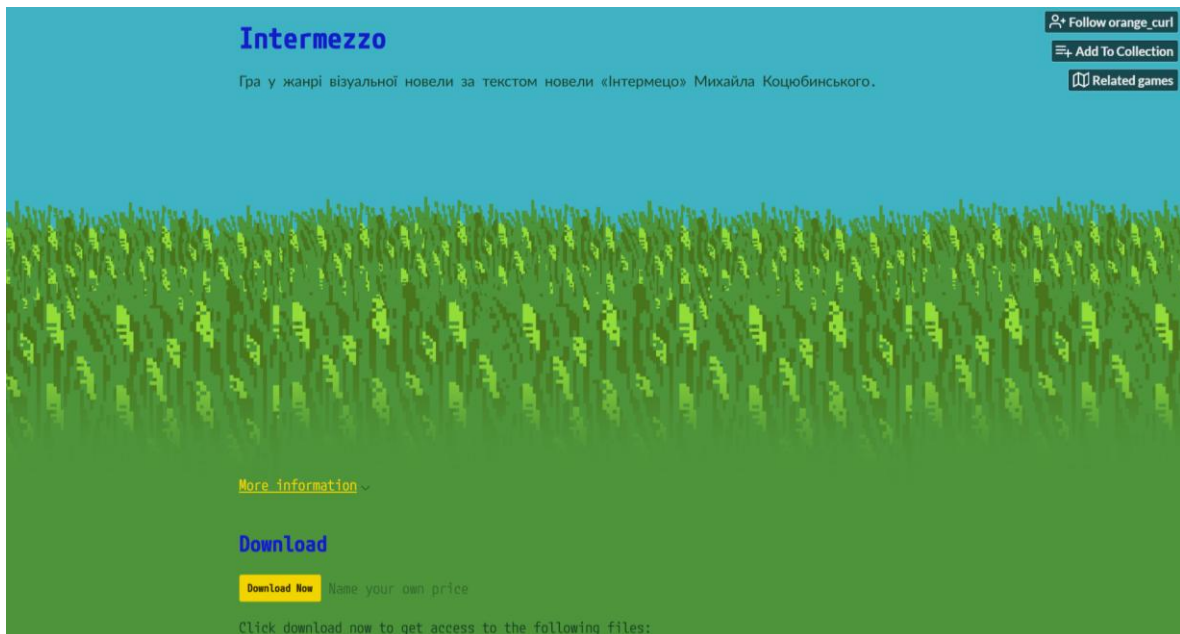 Intermezzo
Гра у жанрі візуальної новели за текстом новели «Інтермецо» Михайла Коцюбинського.
Follow orange_curl
Add To Collection
Related games
More information
Download
Download Now Name your own price
Click download now to get access to the following files: